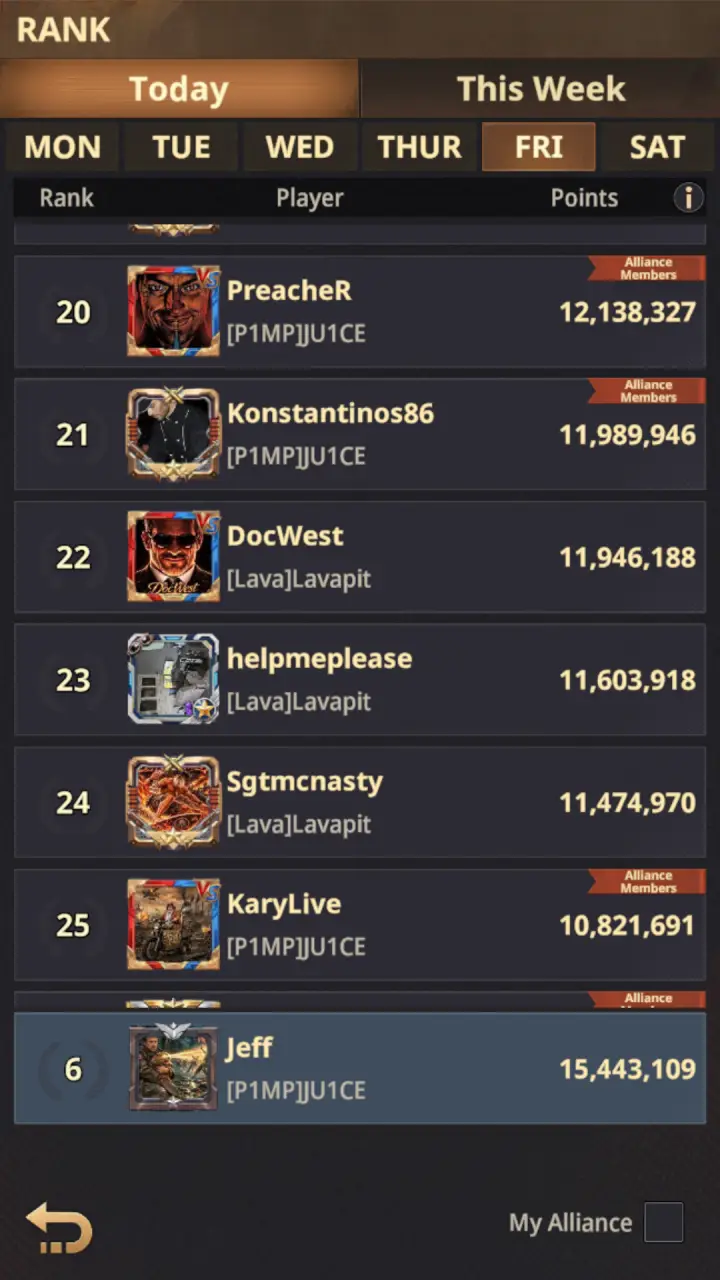 RANK
Today
This Week
MON TUE WED THUR FRI SAT
Rank Player Points i
Alliance
Members
20 PreacheR 12,138,327
[P1MP]JU1CE
Alliance
Members
21 Konstantinos86 11,989,946
[P1MP]JU1CE
22 DocWest 11,946,188
DocWest
[Lava]Lavapit
23 helpmeplease 11,603,918
[Lava]Lavapit
24 Sgtmcnasty 11,474,970
[Lava]Lavapit
Alliance
Members
25 KaryLive 10,821,691
[P1MP]JU1CE
Alliance
6 Jeff 15,443,109
[P1MP]JU1CE
My Alliance